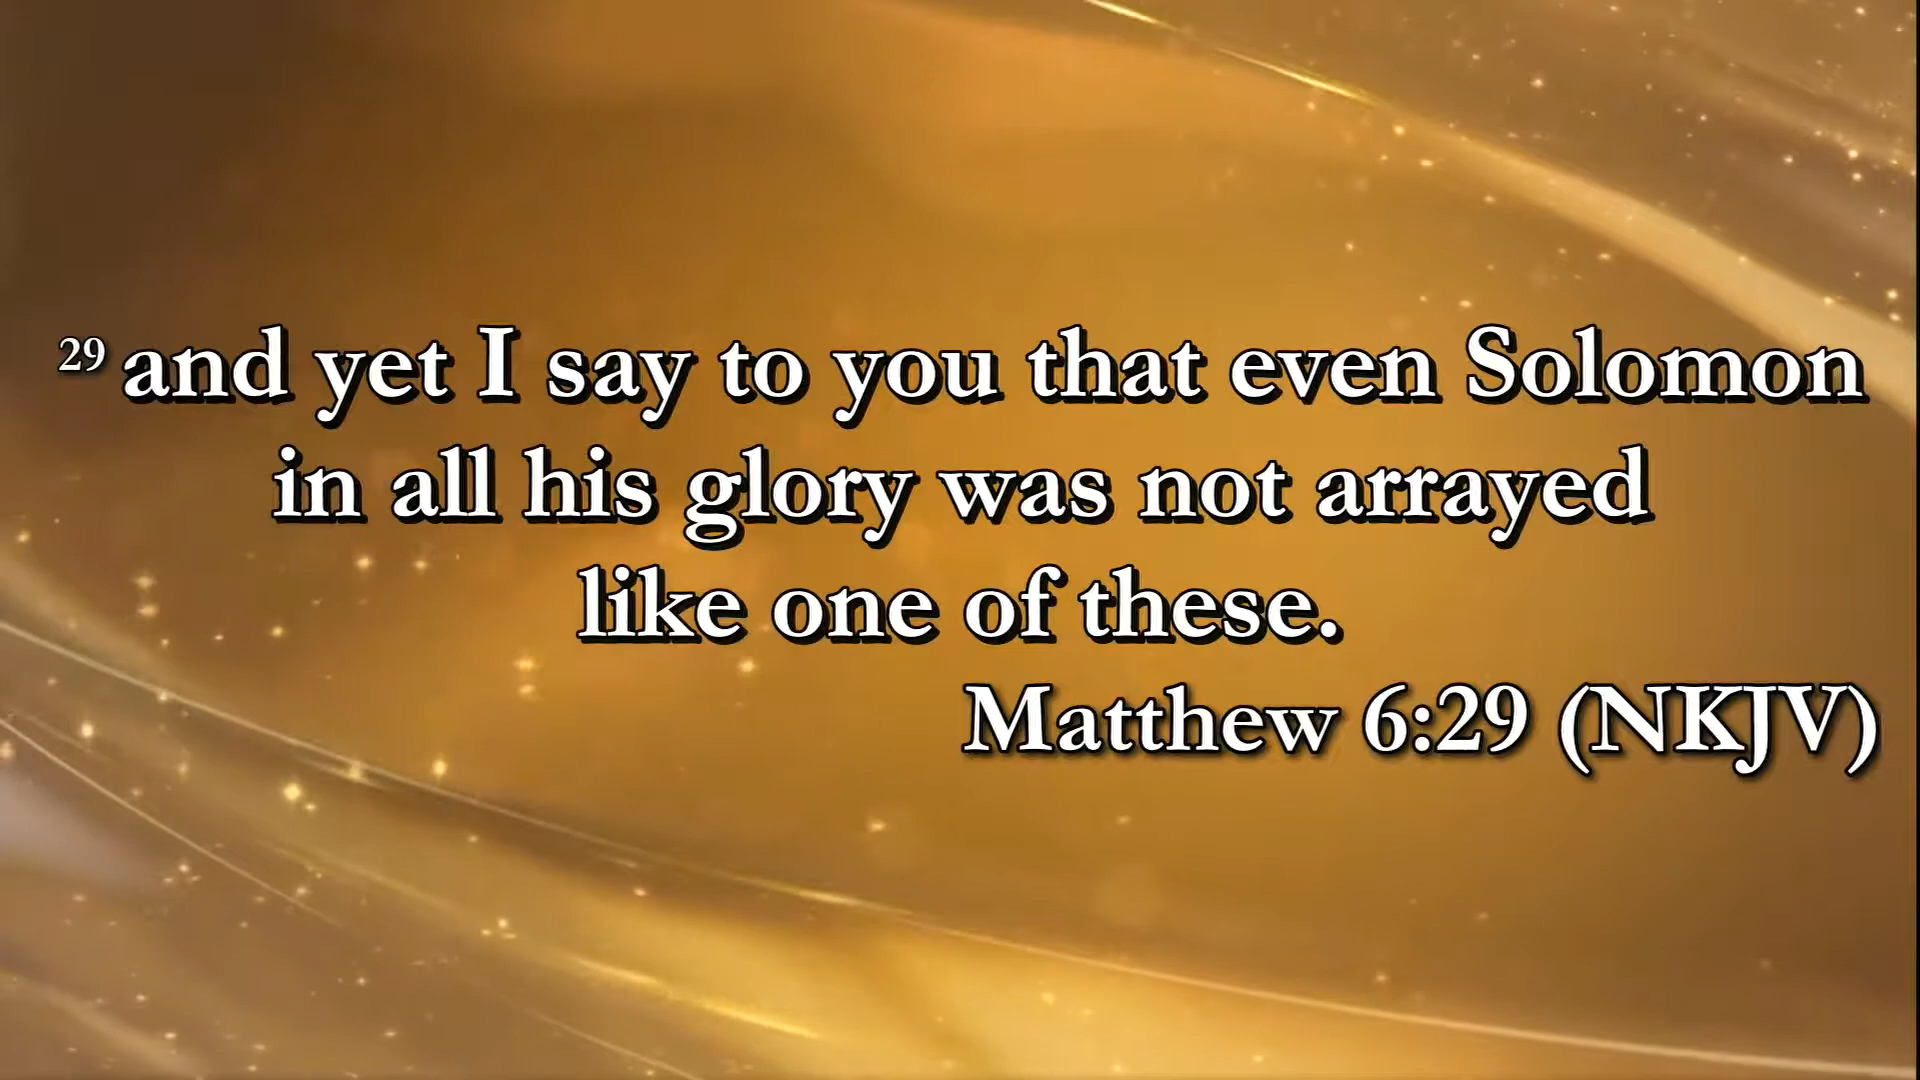 29 and yet I say to you that even Solomon
in all his glory was not arrayed
like one of these.
Matthew 6:29 (NKJV)